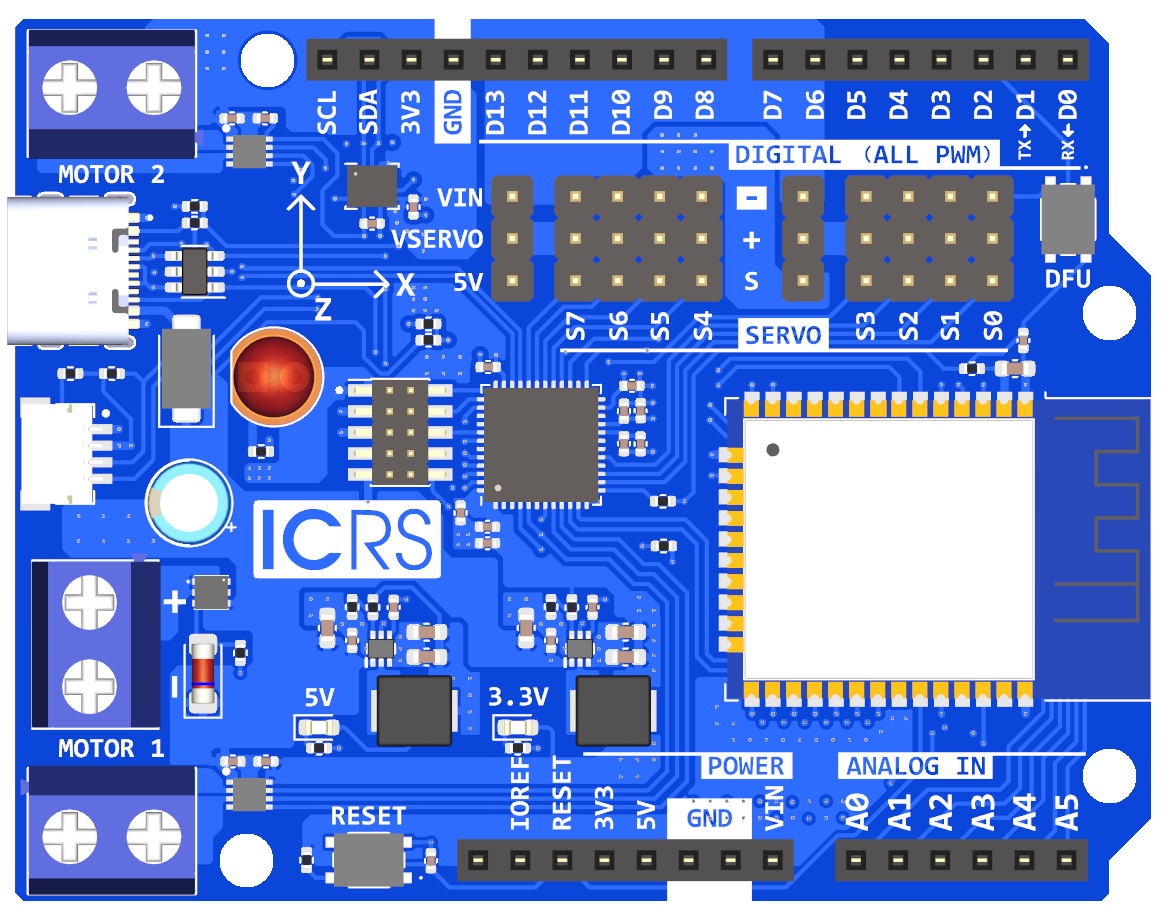 MOTOR 2
SCL SDA 3V3 GND D13 D12 D11 D10 D9 D8 D7 D6 D5 D4 D3 D2 TX→D1 RX←D0
DIGITAL (ALL PWM)
Y
X
Z
VIN
VSERVO
5V
-
+
S
DFU
S7 S6 S5 S4 SERVO S3 S2 S1 S0
+
ICRS
+
-
5V
3.3V
MOTOR 1
POWER
ANALOG IN
RESET
IOREF RESET 3V3 5V GND VIN A0 A1 A2 A3 A4 A5